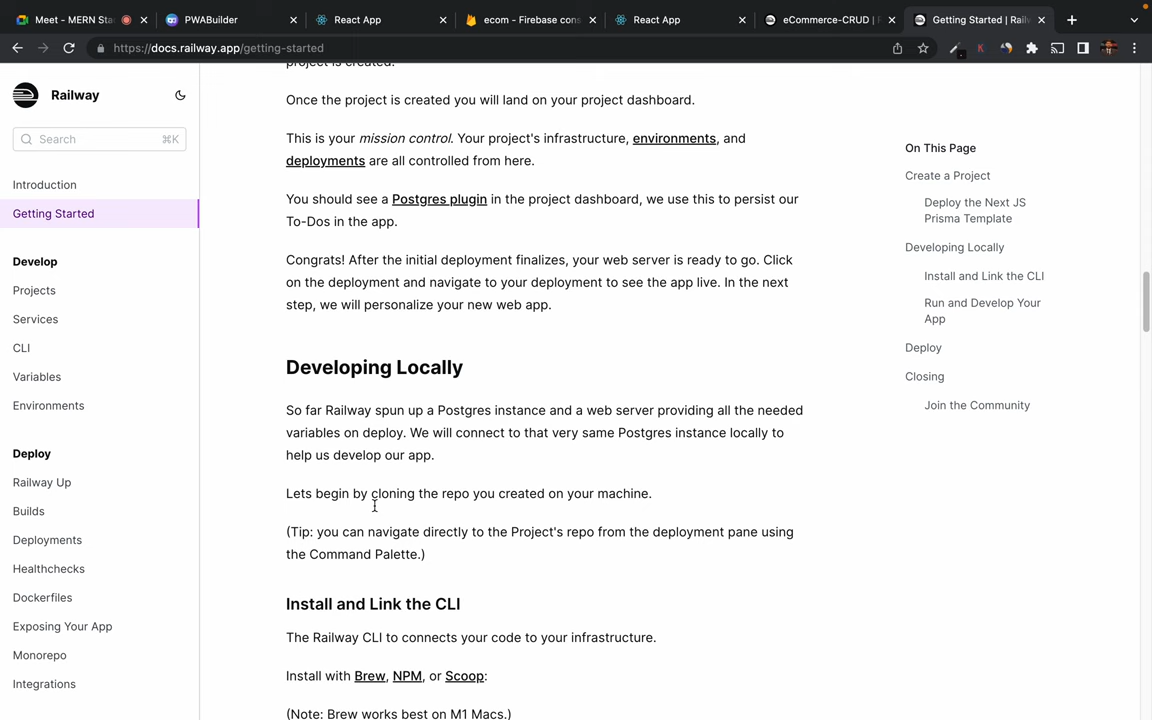 Meet - MERN Sta
PWABuilder
React App
ecom - Firebase cons
React App
eCommerce-CRUD | R
Getting Started | Railw
https://docs.railway.app/getting-started
K
Railway
Search
⌘K
Introduction
Getting Started
Develop
Projects
Services
CLI
Variables
Environments
Deploy
Railway Up
Builds
Deployments
Healthchecks
Dockerfiles
Exposing Your App
Monorepo
Integrations
project is created.
Once the project is created you will land on your project dashboard.
This is your mission control. Your project's infrastructure, environments, and
deployments are all controlled from here.
You should see a Postgres plugin in the project dashboard, we use this to persist our
To-Dos in the app.
Congrats! After the initial deployment finalizes, your web server is ready to go. Click
on the deployment and navigate to your deployment to see the app live. In the next
step, we will personalize your new web app.
Developing Locally
So far Railway spun up a Postgres instance and a web server providing all the needed
variables on deploy. We will connect to that very same Postgres instance locally to
help us develop our app.
Lets begin by cloning the repo you created on your machine.
(Tip: you can navigate directly to the Project's repo from the deployment pane using
the Command Palette.)
Install and Link the CLI
The Railway CLI to connects your code to your infrastructure.
Install with Brew, NPM, or Scoop:
(Note: Brew works best on M1 Macs.)
On This Page
Create a Project
Deploy the Next JS
Prisma Template
Developing Locally
Install and Link the CLI
Run and Develop Your
App
Deploy
Closing
Join the Community